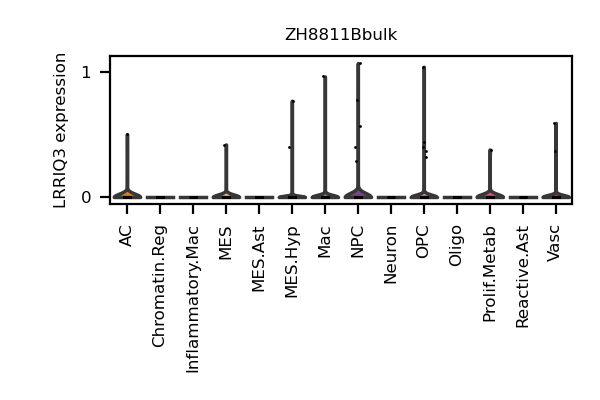 ZH8811Bbulk
LRRIQ3 expression
1
0
AC
Chromatin.Reg
Inflammatory.Mac
MES
MES.Ast
MES.Hyp
Mac
NPC
Neuron
OPC
Oligo
Prolif.Metab
Reactive.Ast
Vasc